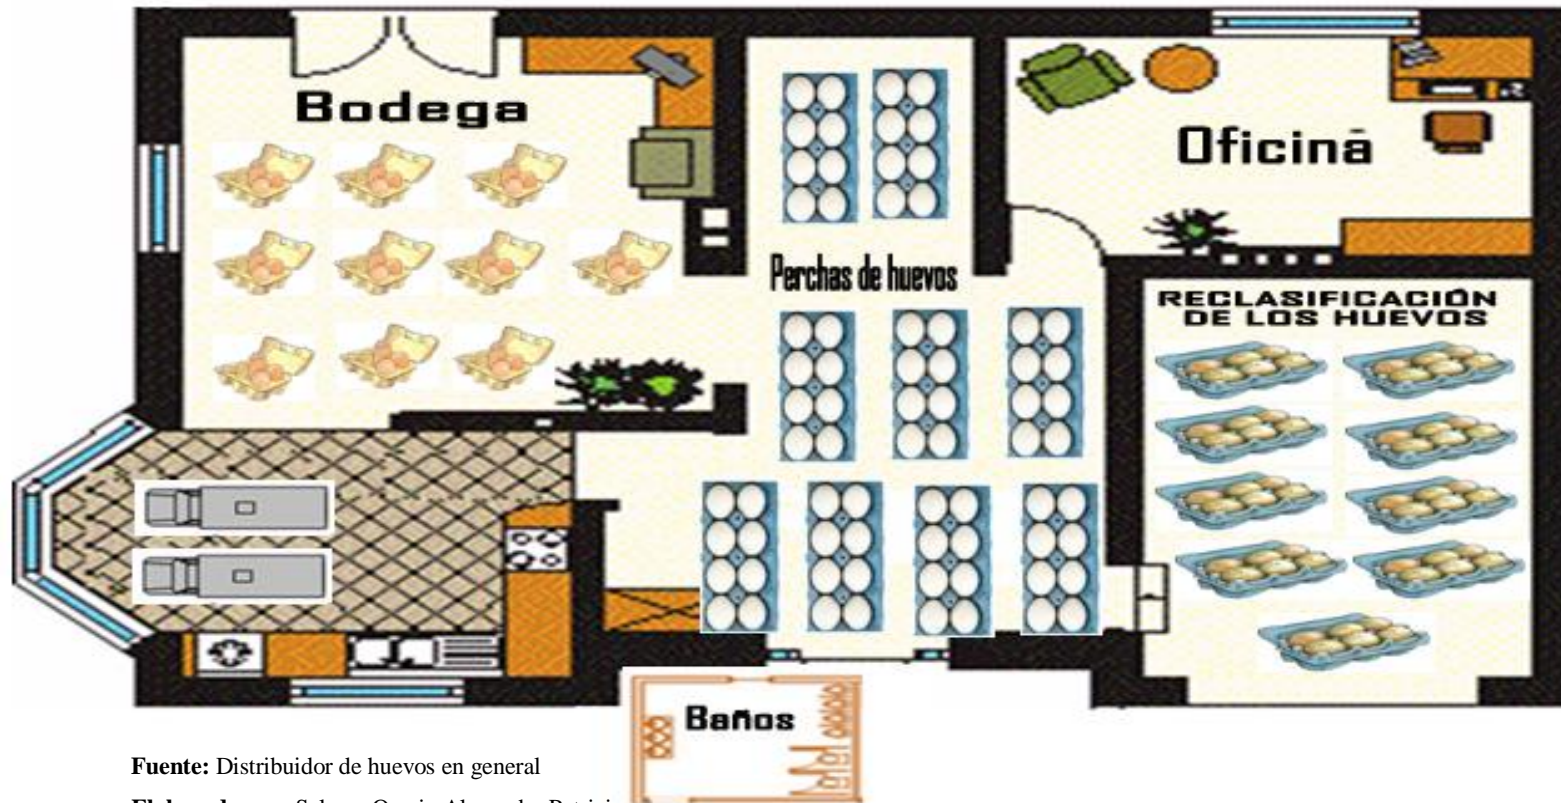 Bodega
Oficina
Perchas de huevos
RECLASIFICACIÓN
DE LOS HUEVOS
Baños
Fuente: Distribuidor de huevos en general